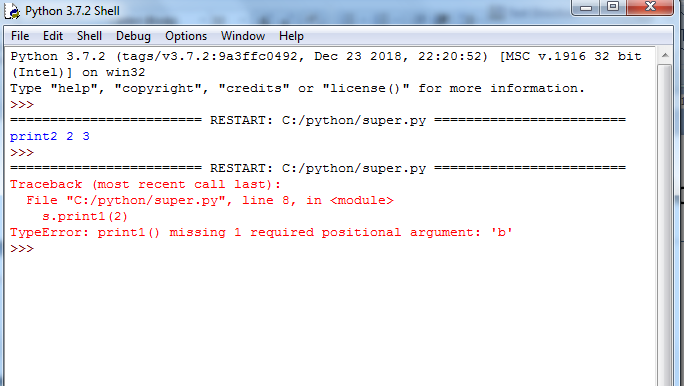 Python 3.7.2 Shell
File Edit Shell Debug Options Window Help
Python 3.7.2 (tags/v3.7.2:9a3ffc0492, Dec 23 2018, 22:20:52) [MSC v.1916 32 bit
(Intel)] on win32
Type "help", "copyright", "credits" or "license()" for more information.
>>>
======================== RESTART: C:/python/super.py ========================
print2 2 3
>>>
======================== RESTART: C:/python/super.py ========================
Traceback (most recent call last):
  File "C:/python/super.py", line 8, in <module>
    s.print1(2)
TypeError: print1() missing 1 required positional argument: 'b'
>>>